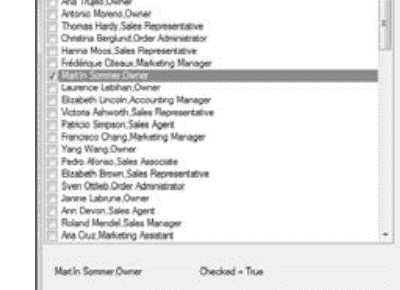 Ana Trujillo,Owner
Antonio Moreno,Owner
Thomas Hardy,Sales Representative
Christina Berglund,Order Administrator
Hanna Moos,Sales Representative
Frédérique Citeaux,Marketing Manager
Martín Sommer,Owner
Laurence Lebihan,Owner
Elizabeth Lincoln,Accounting Manager
Victoria Ashworth,Sales Representative
Patricio Simpson,Sales Agent
Francisco Chang,Marketing Manager
Yang Wang,Owner
Pedro Afonso,Sales Associate
Elizabeth Brown,Sales Representative
Sven Ottlieb,Order Administrator
Janine Labrune,Owner
Ann Devon,Sales Agent
Roland Mendel,Sales Manager
Aria Cruz,Marketing Assistant
Martín Sommer,Owner Checked = True